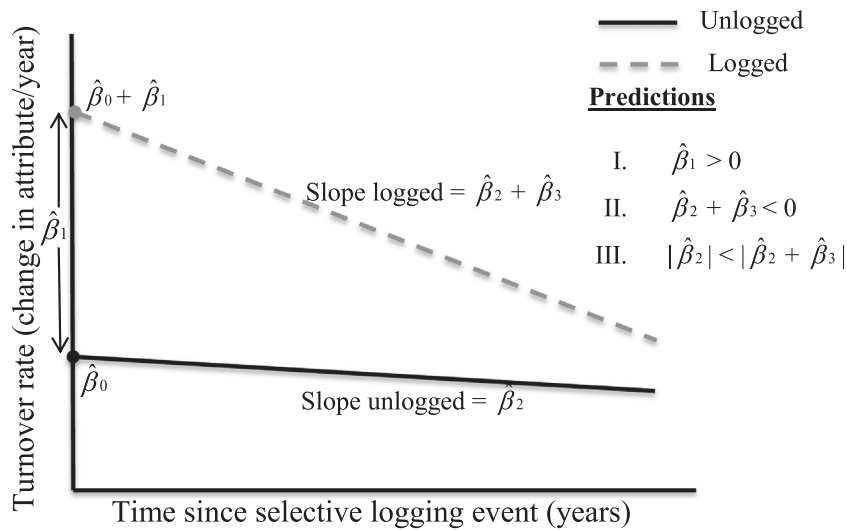 Unlogged
Logged
Predictions
I. β̂₁ > 0
II. β̂₂ + β̂₃ < 0
III. |β̂₂| < |β̂₂ + β̂₃|
β̂₀ + β̂₁
Slope logged = β̂₂ + β̂₃
β̂₁
β̂₀
Slope unlogged = β̂₂
Turnover rate (change in attribute/year)
Time since selective logging event (years)